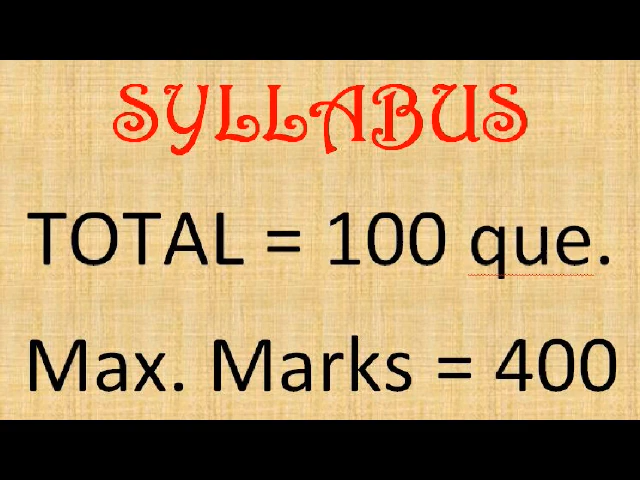 SYLLABUS
TOTAL = 100 que.
Max. Marks = 400